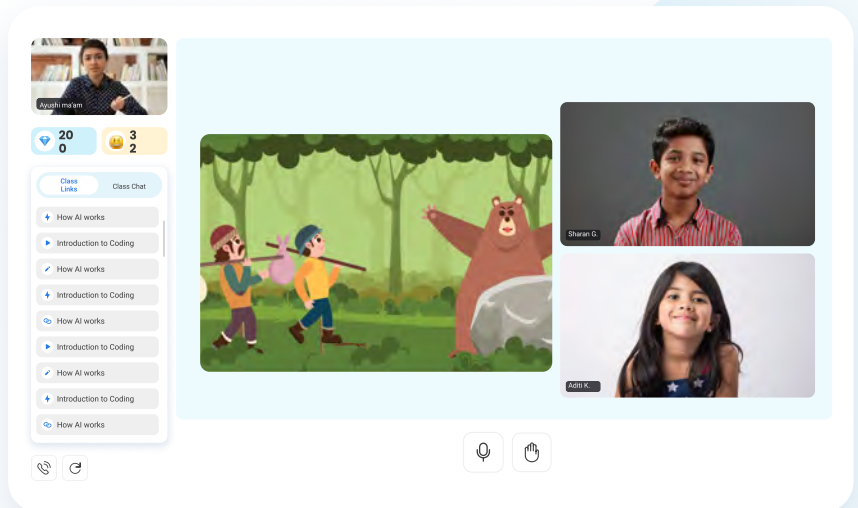 Ayushi ma'am
20
0
3
2
Class
Links
Class Chat
How AI works
Introduction to Coding
How AI works
Introduction to Coding
How AI works
Introduction to Coding
How AI works
Introduction to Coding
How AI works
Sharan G.
Aditi K.